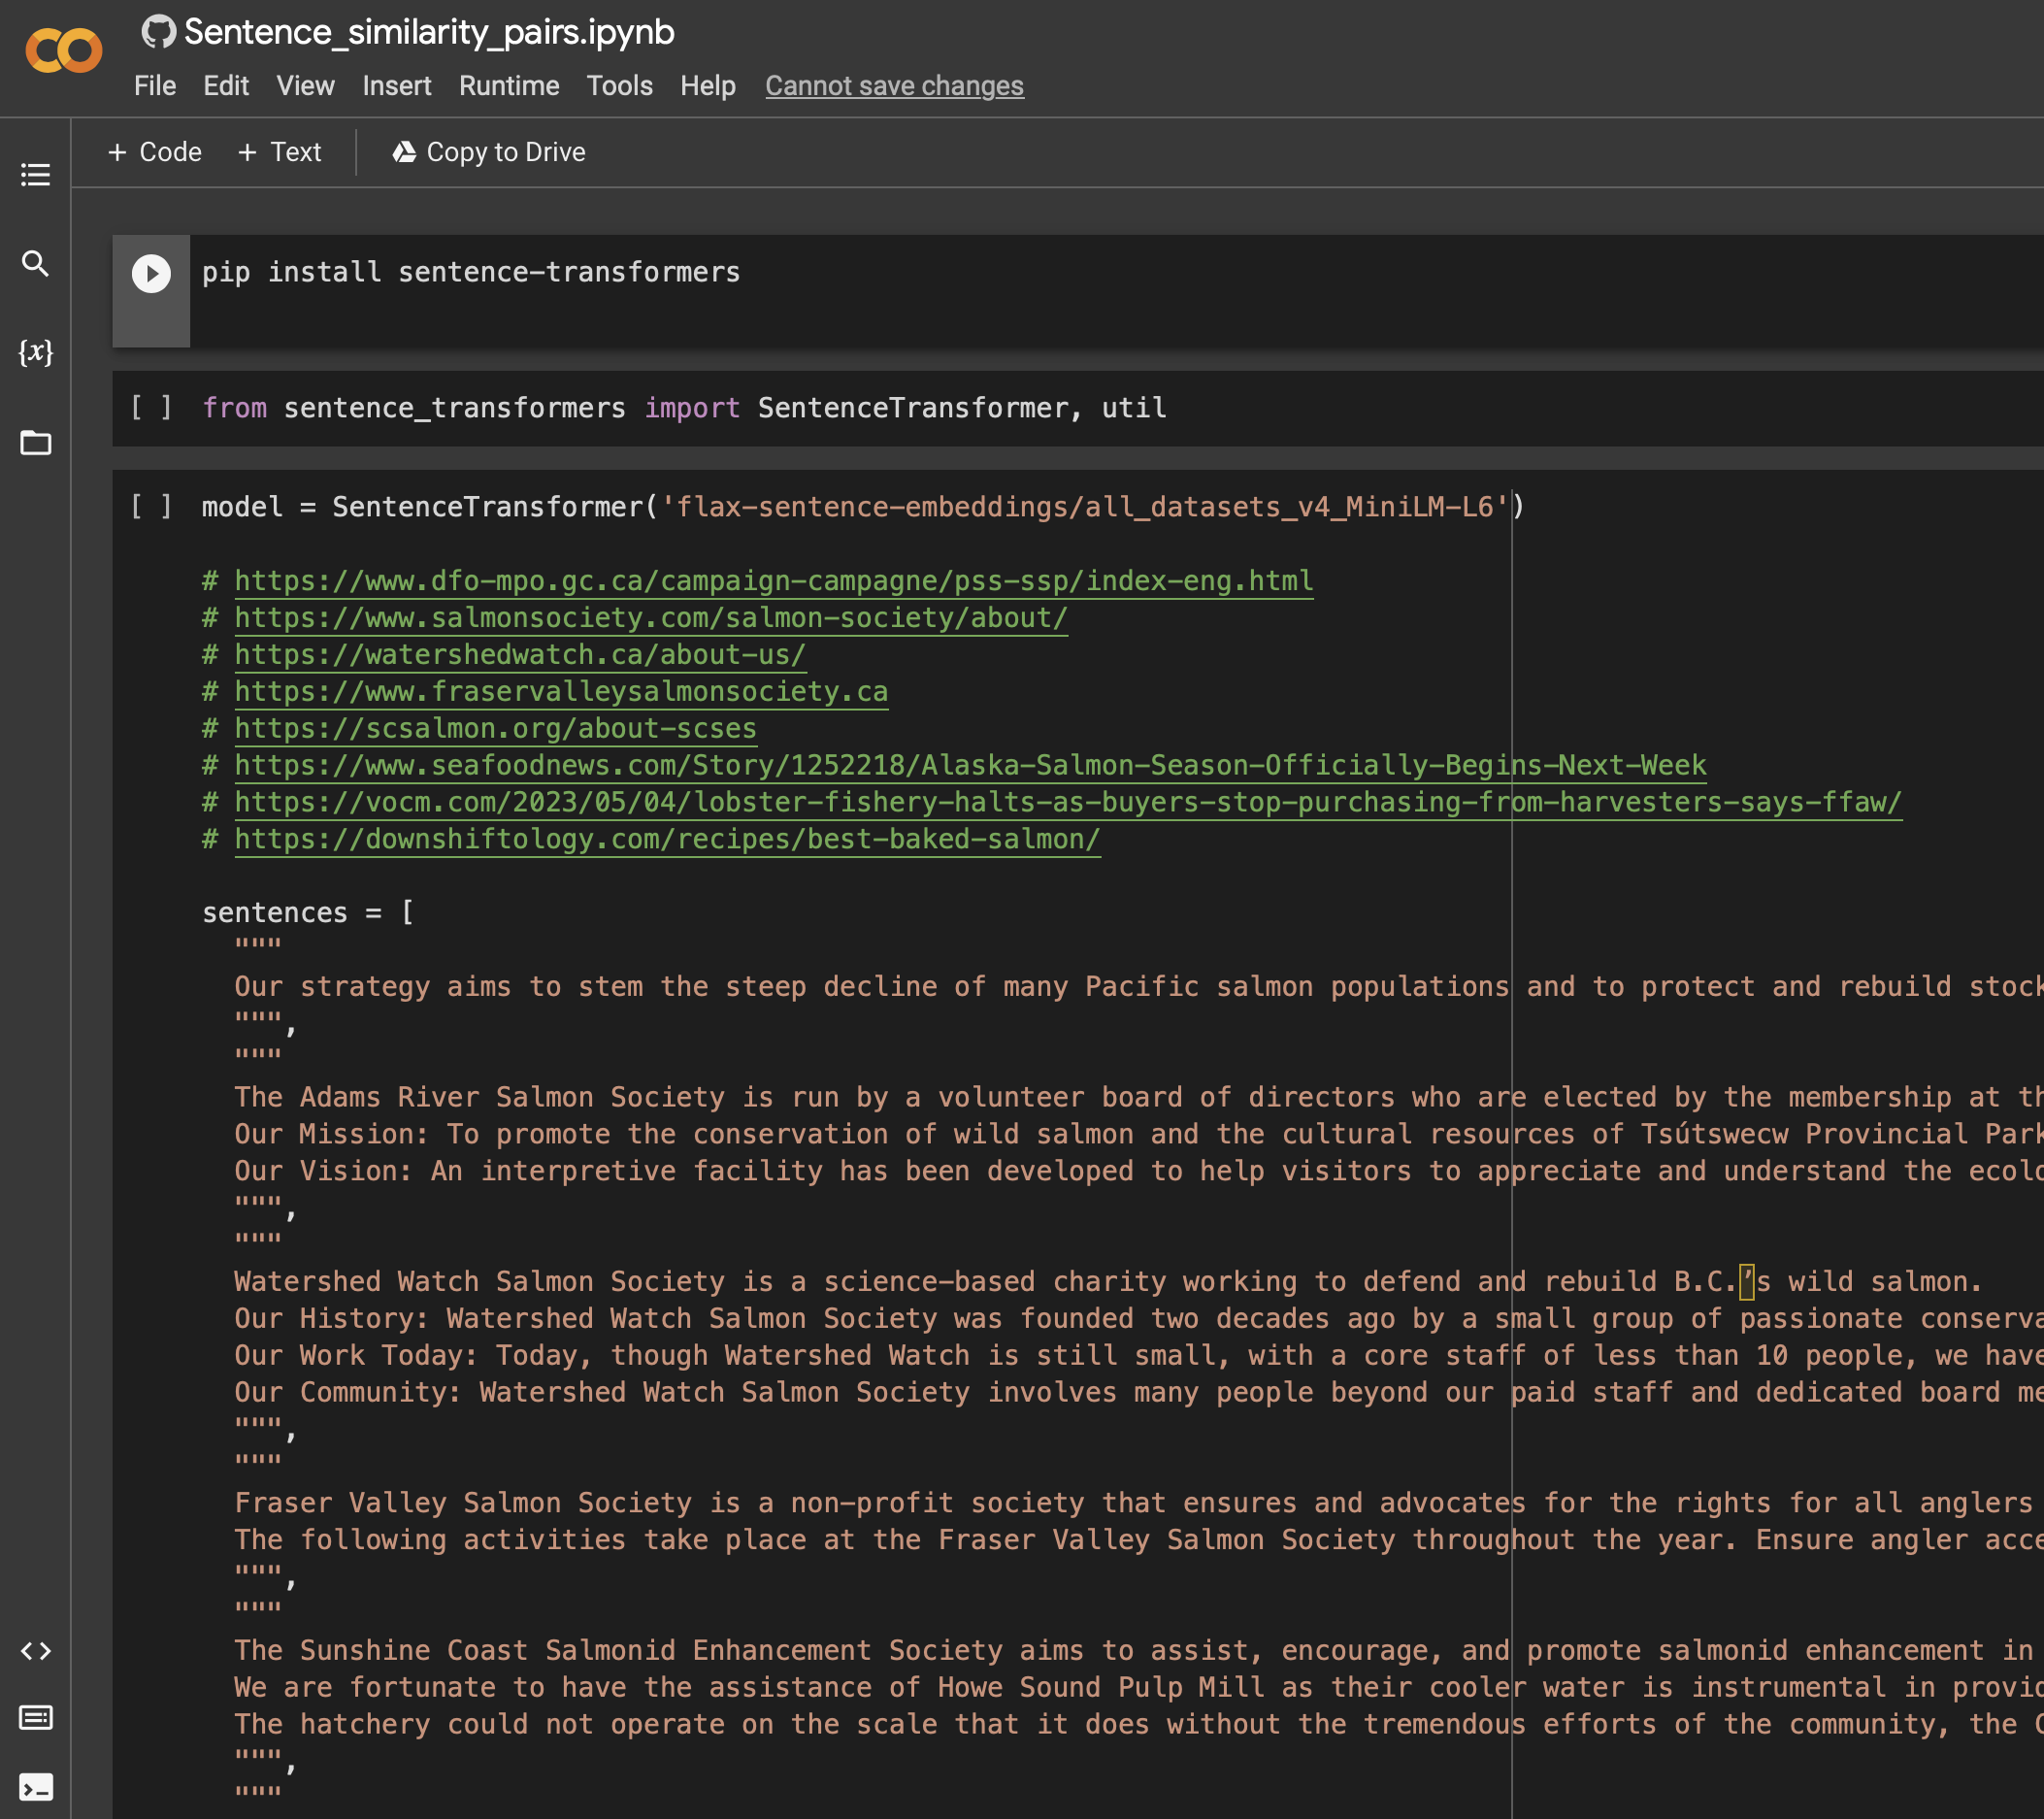 Sentence_similarity_pairs.ipynb
File Edit View Insert Runtime Tools Help Cannot save changes
+ Code + Text Copy to Drive
pip install sentence-transformers
[ ] from sentence_transformers import SentenceTransformer, util
[ ] model = SentenceTransformer('flax-sentence-embeddings/all_datasets_v4_MiniLM-L6')
# https://www.dfo-mpo.gc.ca/campaign-campagne/pss-ssp/index-eng.html
# https://www.salmonsociety.com/salmon-society/about/
# https://watershedwatch.ca/about-us/
# https://www.fraservalleysalmonsociety.ca
# https://scsalmon.org/about-scses
# https://www.seafoodnews.com/Story/1252218/Alaska-Salmon-Season-Officially-Begins-Next-Week
# https://vocm.com/2023/05/04/lobster-fishery-halts-as-buyers-stop-purchasing-from-harvesters-says-ffaw/
# https://downshiftology.com/recipes/best-baked-salmon/
sentences = [
"""
Our strategy aims to stem the steep decline of many Pacific salmon populations and to protect and rebuild stock
""",
"""
The Adams River Salmon Society is run by a volunteer board of directors who are elected by the membership at th
Our Mission: To promote the conservation of wild salmon and the cultural resources of Tsútswecw Provincial Park
Our Vision: An interpretive facility has been developed to help visitors to appreciate and understand the ecolo
""",
"""
Watershed Watch Salmon Society is a science-based charity working to defend and rebuild B.C.’s wild salmon.
Our History: Watershed Watch Salmon Society was founded two decades ago by a small group of passionate conserva
Our Work Today: Today, though Watershed Watch is still small, with a core staff of less than 10 people, we have
Our Community: Watershed Watch Salmon Society involves many people beyond our paid staff and dedicated board me
""",
"""
Fraser Valley Salmon Society is a non-profit society that ensures and advocates for the rights for all anglers
The following activities take place at the Fraser Valley Salmon Society throughout the year. Ensure angler acce
""",
"""
The Sunshine Coast Salmonid Enhancement Society aims to assist, encourage, and promote salmonid enhancement in
We are fortunate to have the assistance of Howe Sound Pulp Mill as their cooler water is instrumental in provid
The hatchery could not operate on the scale that it does without the tremendous efforts of the community, the
""",
"""